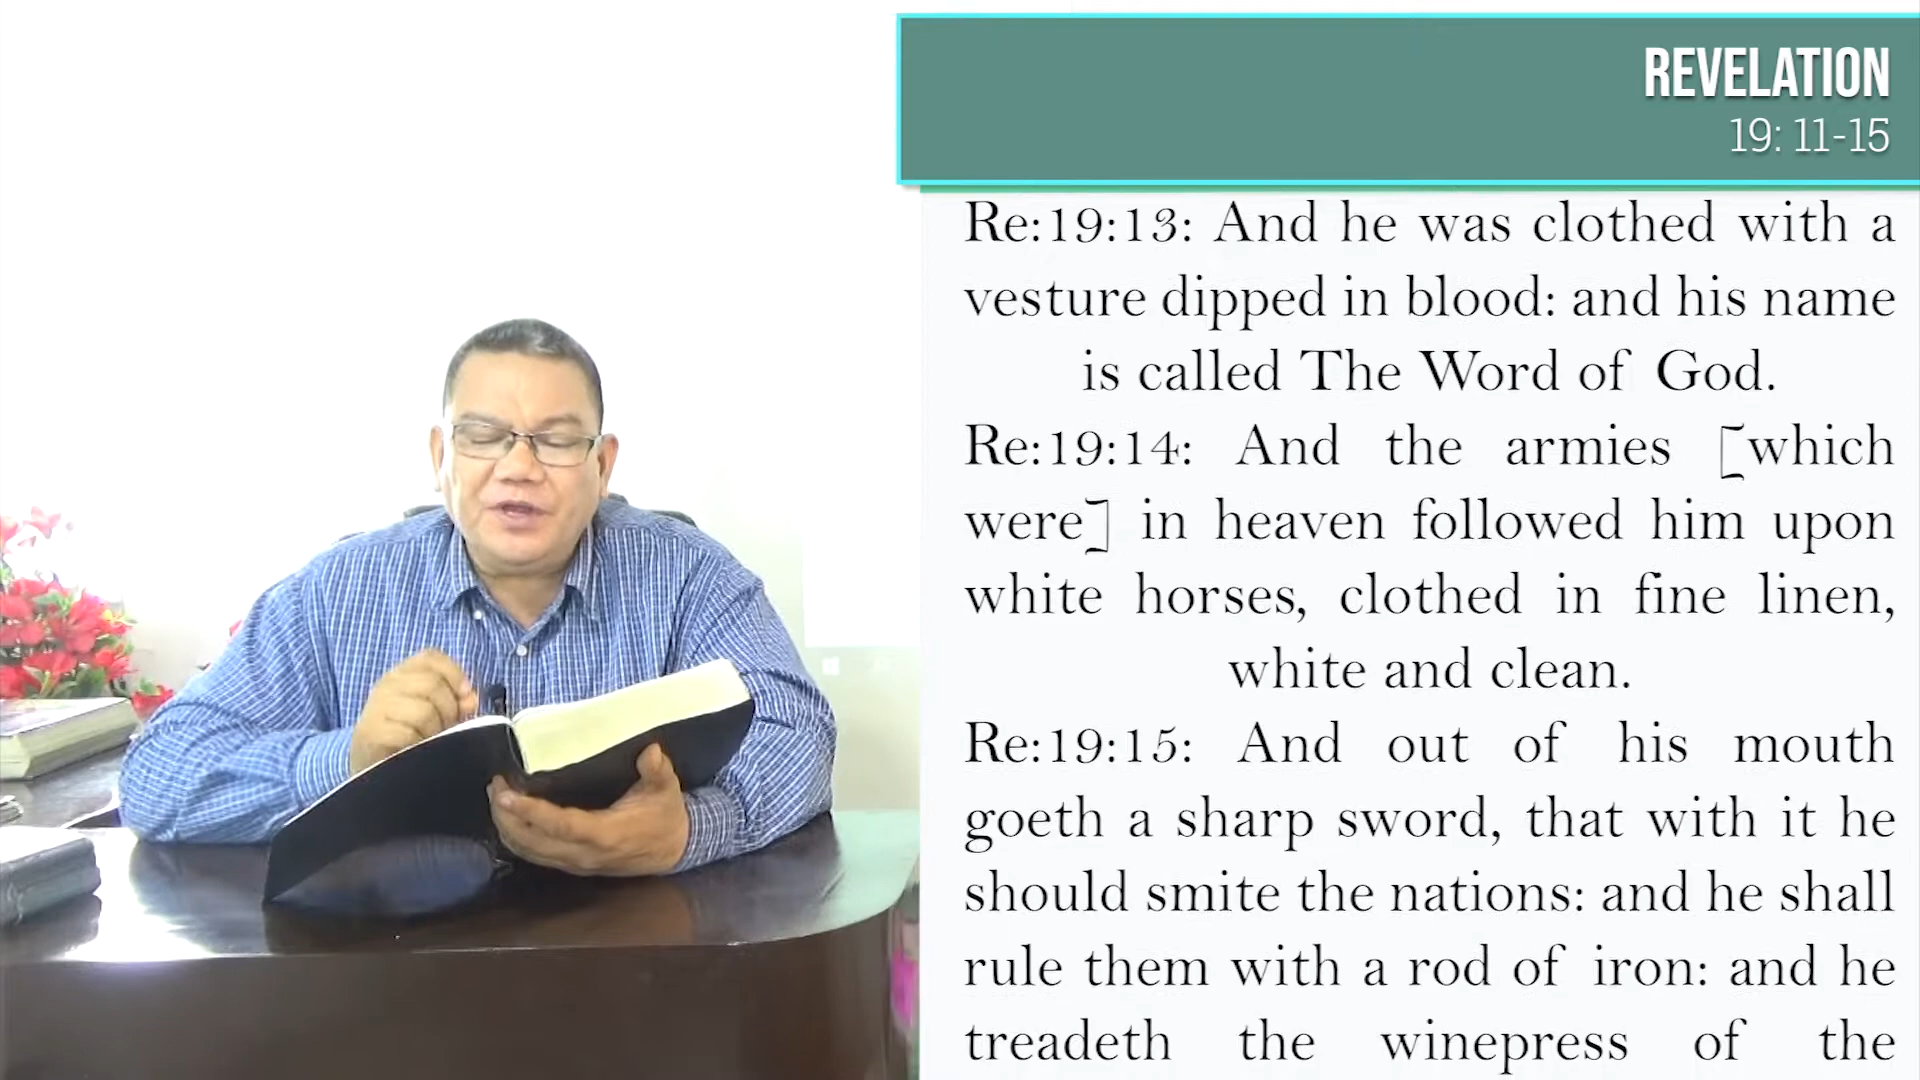 REVELATION
19: 11-15
Re:19:13: And he was clothed with a
vesture dipped in blood: and his name
is called The Word of God.
Re:19:14: And the armies [which
were] in heaven followed him upon
white horses, clothed in fine linen,
white and clean.
Re:19:15: And out of his mouth
goeth a sharp sword, that with it he
should smite the nations: and he shall
rule them with a rod of iron: and he
treadeth the winepress of the